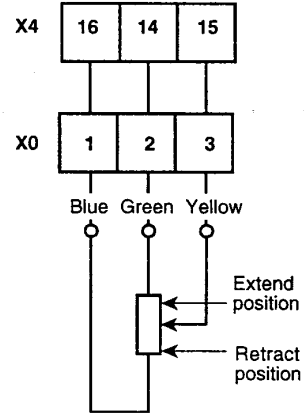 X4 16 14 15
X0 1 2 3
Blue Green Yellow
Extend
position
Retract
position